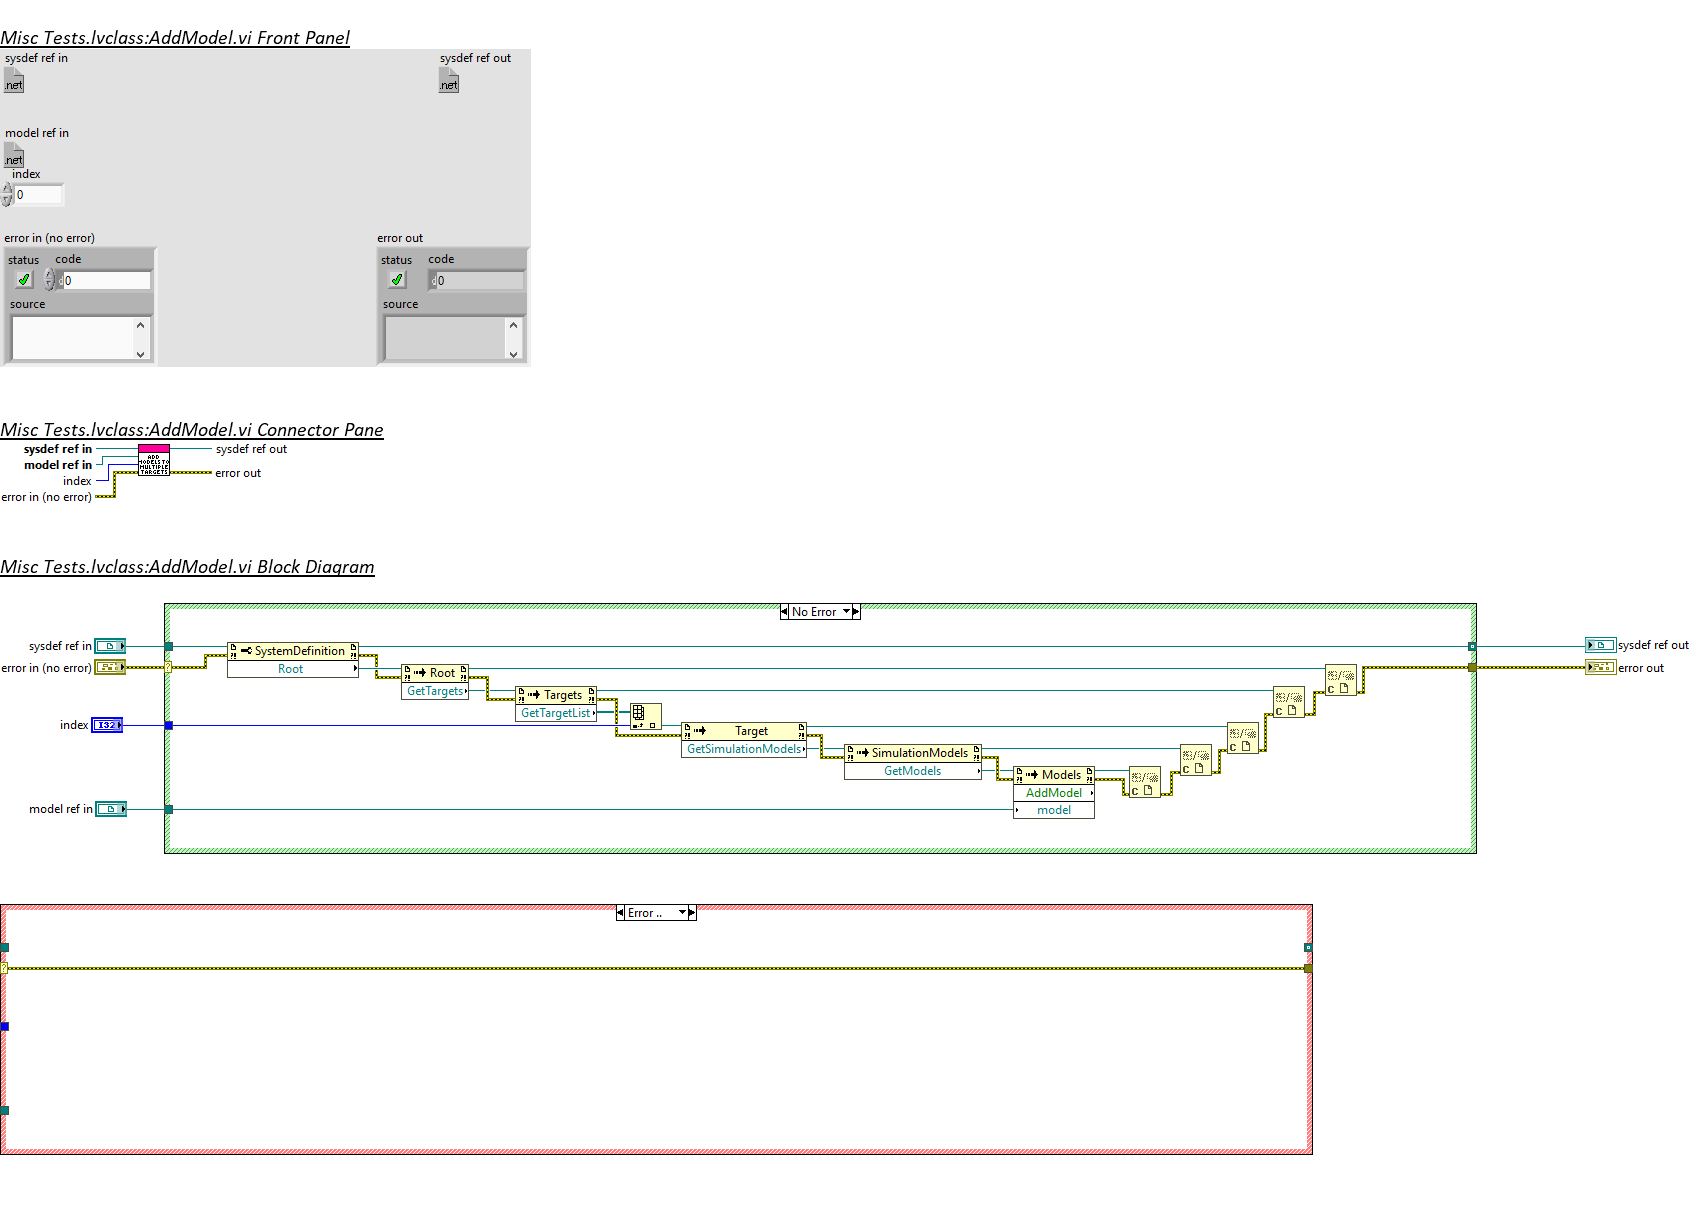 Misc Tests.lvclass:AddModel.vi Front Panel
sysdef ref in
sysdef ref out
.net
.net
model ref in
.net
index
0
error in (no error)
error out
status
code
status
code
d 0
d 0
source
source
Misc Tests.lvclass:AddModel.vi Connector Pane
sysdef ref in
sysdef ref out
model ref in
ADD
MODELS TO
MULTIPLE
TARGETS
index
error out
error in (no error)
Misc Tests.lvclass:AddModel.vi Block Diagram
No Error
sysdef ref in
SystemDefinition
sysdef ref out
error in (no error)
Root
Root
error out
GetTargets
Targets
GetTargetList
index
I32
Target
GetSimulationModels
SimulationModels
GetModels
Models
AddModel
model ref in
model
C
C
C
C
C
Error ..
?